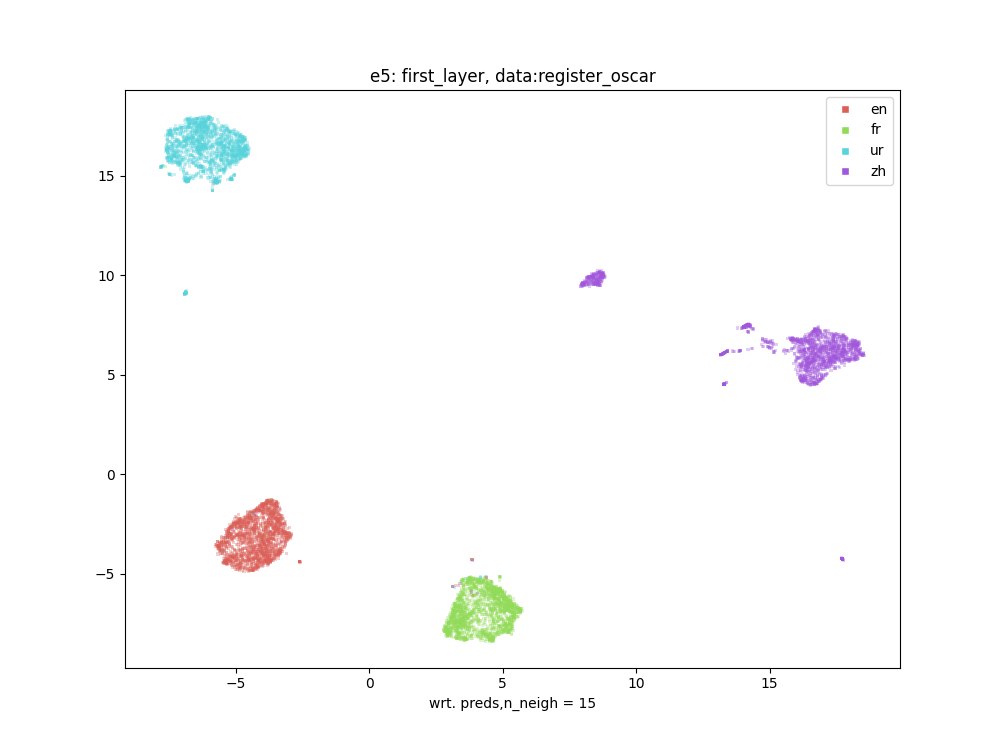 e5: first_layer, data:register_oscar
en
fr
ur
zh
15
10
5
0
−5
−5
0
5
10
15
wrt. preds,n_neigh = 15